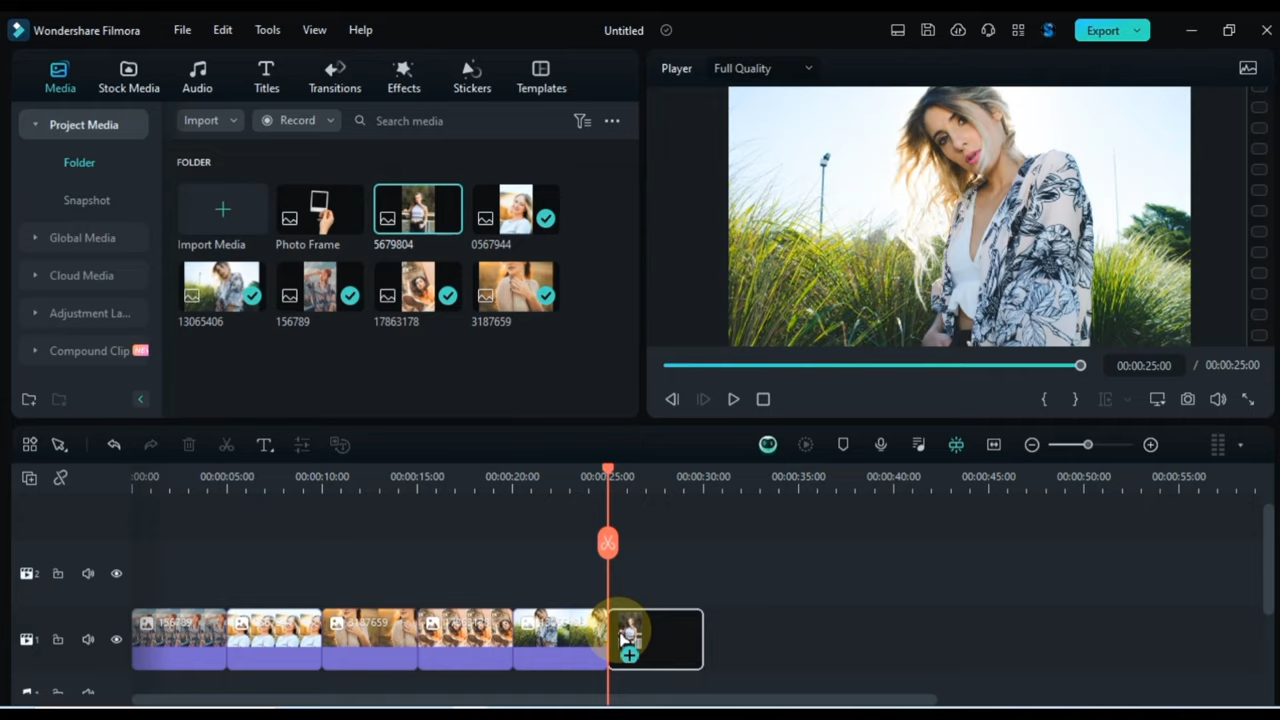 Wondershare Filmora File Edit Tools View Help Untitled Export
Media Stock Media Audio Titles Transitions Effects Stickers Templates
Player Full Quality
Project Media
Import Record Search media
Folder
FOLDER
Snapshot
Global Media
Import Media Photo Frame 5679804 0567944
Cloud Media
Adjustment La...
13065406 156789 17863178 3187659
Compound Clip NEW
00:00:25:00 / 00:00:25:00
:00:00 00:00:05:00 00:00:10:00 00:00:15:00 00:00:20:00 00:00:25:00 00:00:30:00 00:00:35:00 00:00:40:00 00:00:45:00 00:00:50:00 00:00:55:00
2
156789 3187659
1